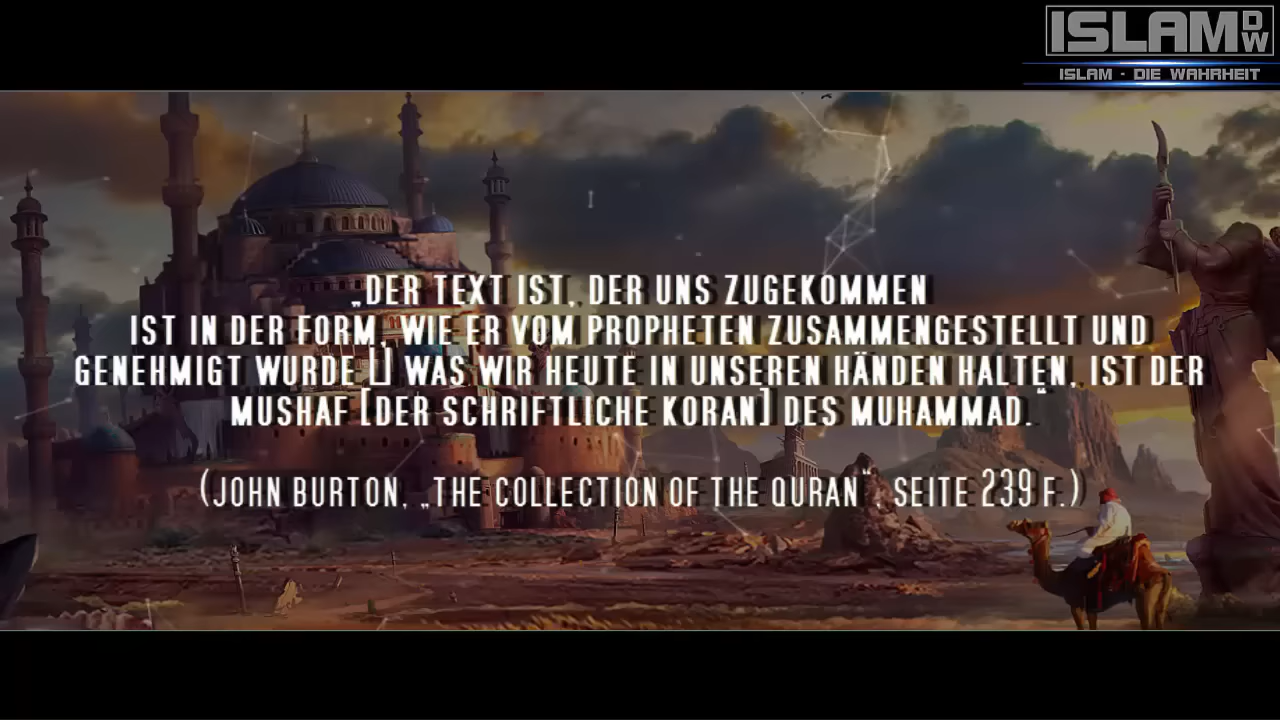 ISLAM DW
ISLAM - DIE WAHRHEIT
„DER TEXT IST, DER UNS ZUGEKOMMEN
IST IN DER FORM, WIE ER VOM PROPHETEN ZUSAMMENGESTELLT UND
GENEHMIGT WURDE WAS WIR HEUTE IN UNSEREN HÄNDEN HALTEN, IST DER
MUSHAF [DER SCHRIFTLICHE KORAN] DES MUHAMMAD."
(JOHN BURTON, „THE COLLECTION OF THE QURAN", SEITE 239 F.)